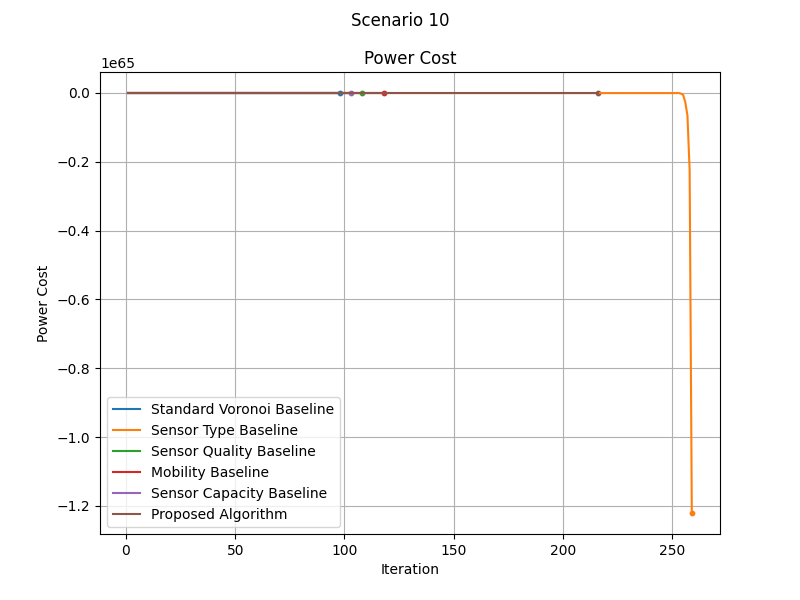 Scenario 10
Power Cost
1e65
0.0
−0.2
−0.4
−0.6
−0.8
−1.0
−1.2
Power Cost
Standard Voronoi Baseline
Sensor Type Baseline
Sensor Quality Baseline
Mobility Baseline
Sensor Capacity Baseline
Proposed Algorithm
0 50 100 150 200 250
Iteration